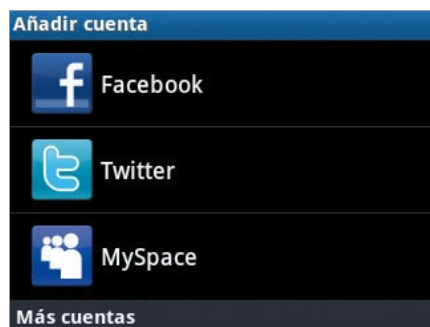 Añadir cuenta
Facebook
Twitter
MySpace
Más cuentas